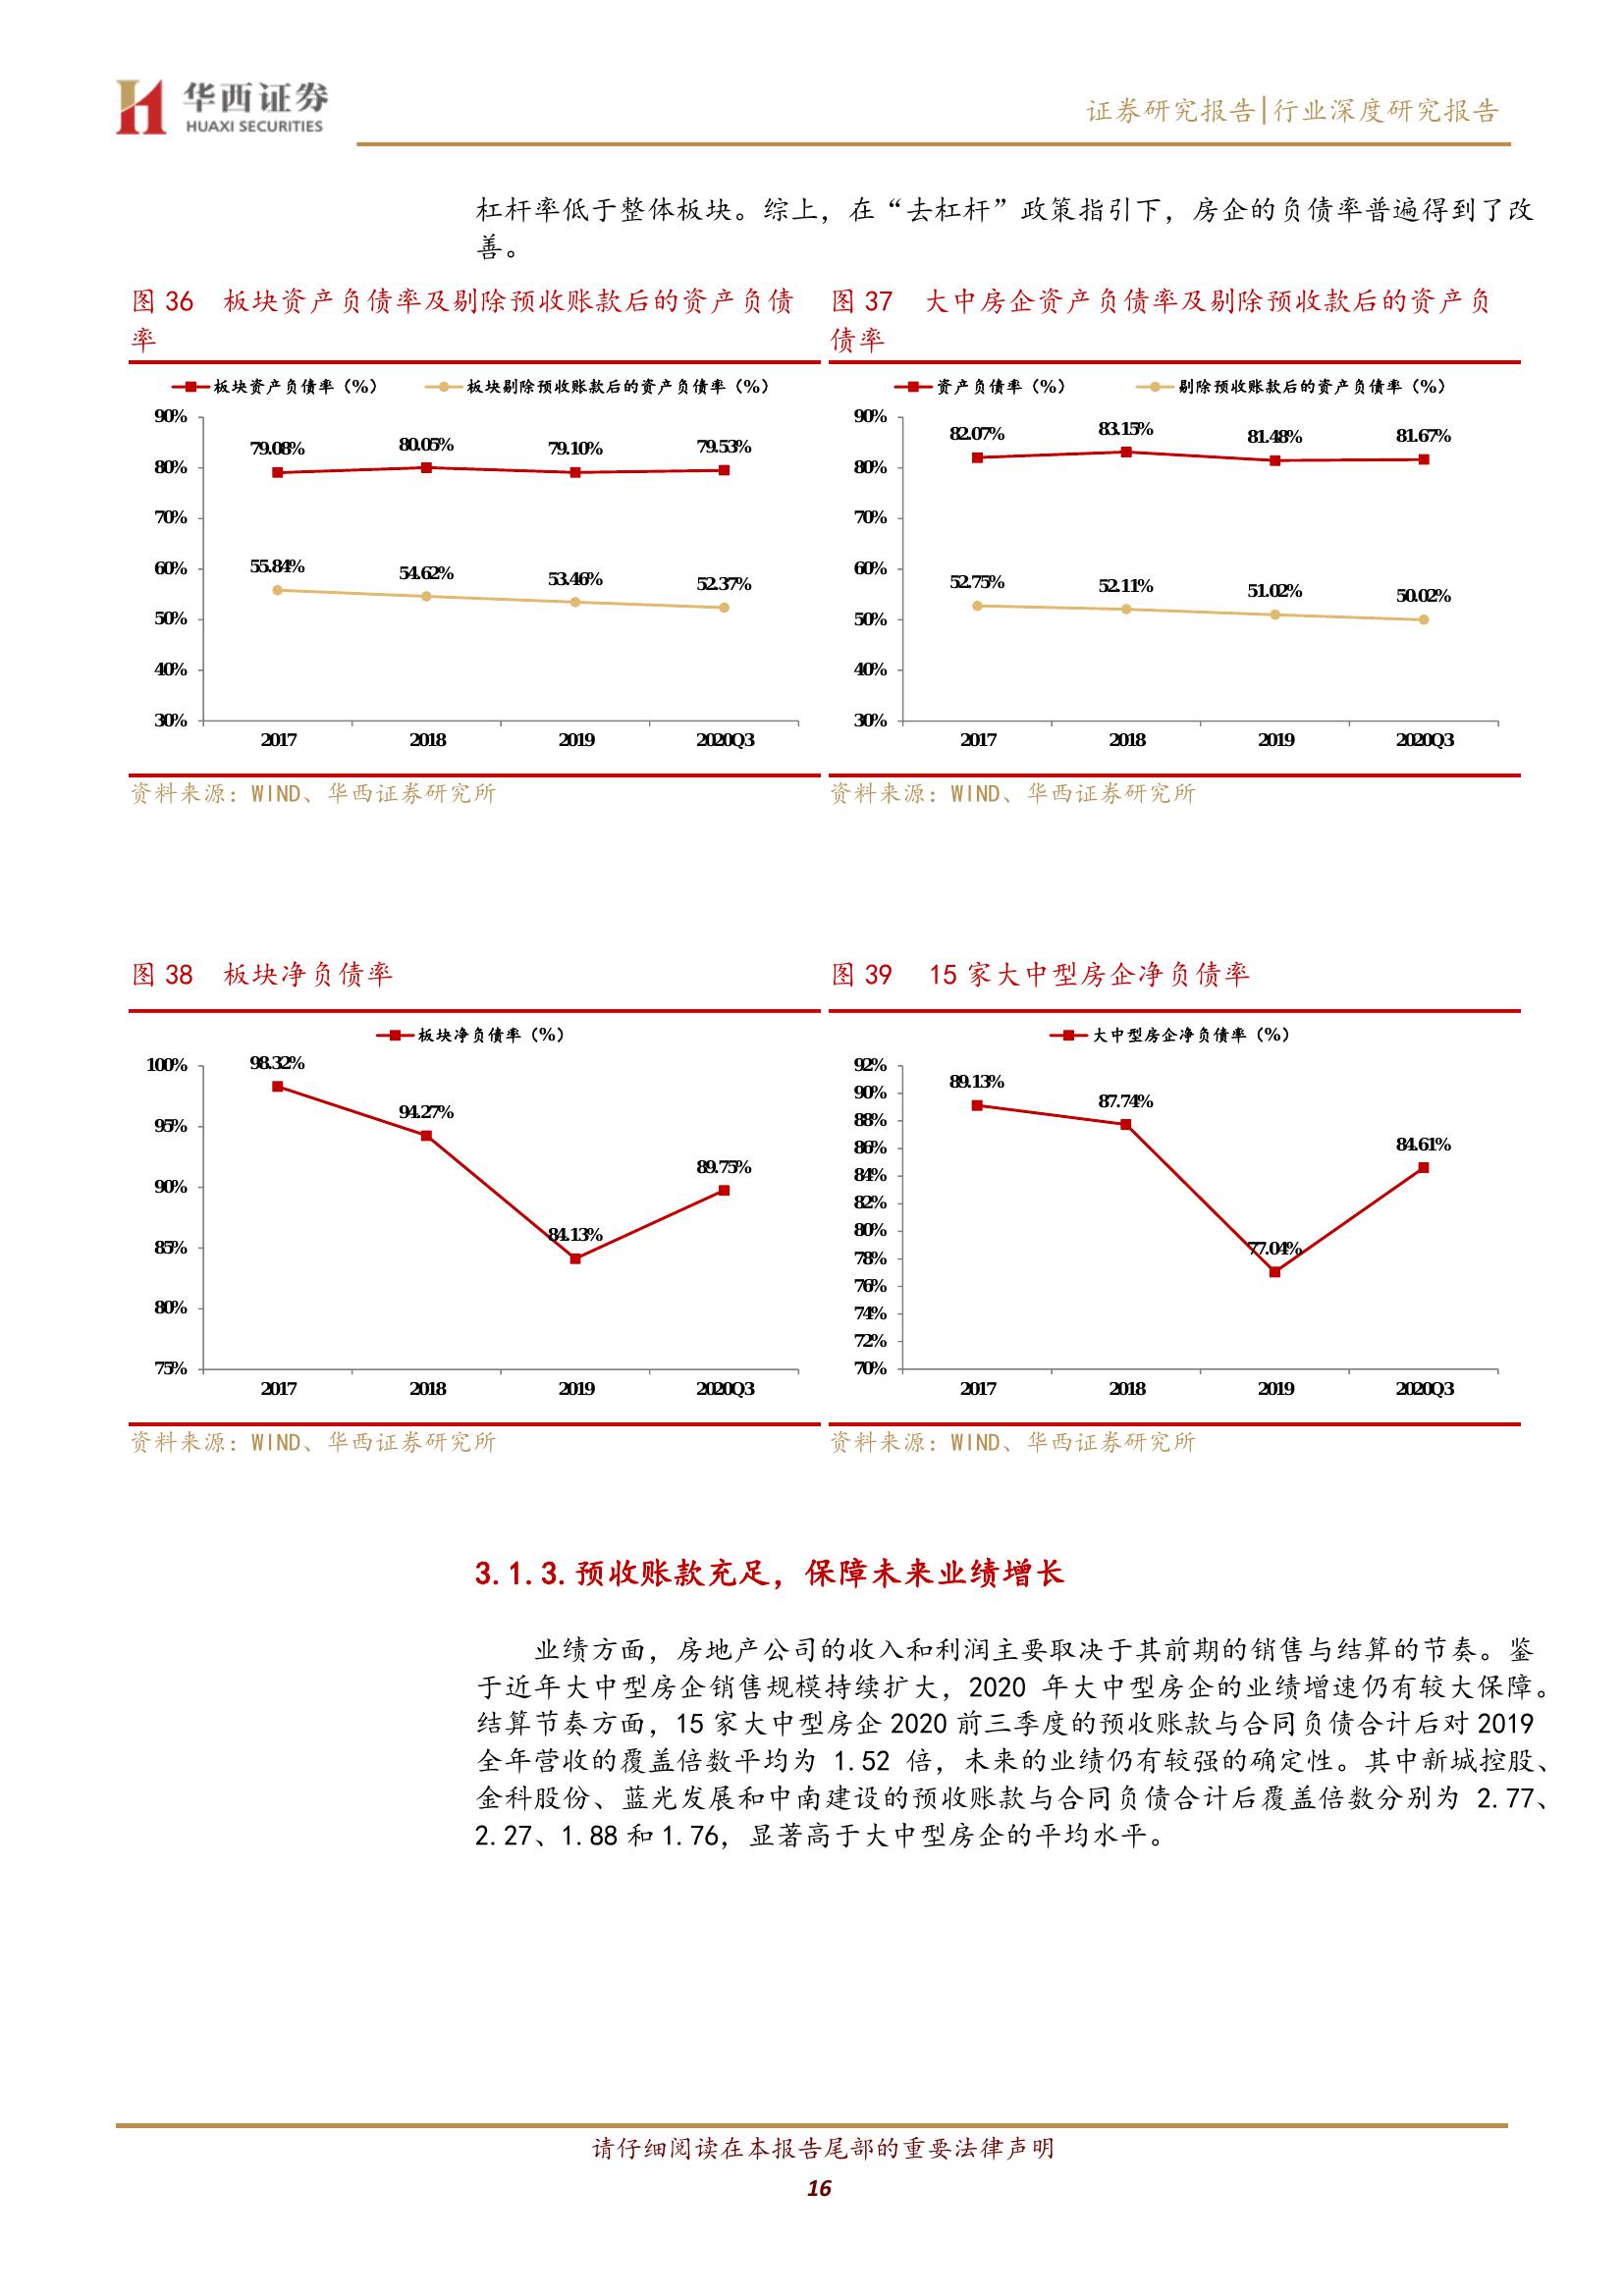 华西证券
HUAXI SECURITIES
证券研究报告|行业深度研究报告
杠杆率低于整体板块。综上，在“去杠杆”政策指引下，房企的负债率普遍得到了改
善。
图 36 板块资产负债率及剔除预收账款后的资产负债
率
板块资产负债率（%）
板块剔除预收账款后的资产负债率（%）
90%
80%
70%
60%
50%
40%
30%
79.08%
80.05%
79.10%
79.53%
55.84%
54.62%
53.46%
52.37%
2017
2018
2019
2020Q3
资料来源：WIND、华西证券研究所
图 37 大中房企资产负债率及剔除预收款后的资产负
债率
资产负债率（%）
剔除预收账款后的资产负债率（%）
90%
80%
70%
60%
50%
40%
30%
82.07%
83.15%
81.48%
81.67%
52.75%
52.11%
51.02%
50.02%
2017
2018
2019
2020Q3
资料来源：WIND、华西证券研究所
图 38 板块净负债率
板块净负债率（%）
100%
95%
90%
85%
80%
75%
98.32%
94.27%
84.13%
89.75%
2017
2018
2019
2020Q3
资料来源：WIND、华西证券研究所
图 39 15 家大中型房企净负债率
大中型房企净负债率（%）
92%
90%
88%
86%
84%
82%
80%
78%
76%
74%
72%
70%
89.13%
87.74%
77.04%
84.61%
2017
2018
2019
2020Q3
资料来源：WIND、华西证券研究所
3.1.3.预收账款充足，保障未来业绩增长
业绩方面，房地产公司的收入和利润主要取决于其前期的销售与结算的节奏。鉴
于近年大中型房企销售规模持续扩大，2020 年大中型房企的业绩增速仍有较大保障。
结算节奏方面，15 家大中型房企 2020 前三季度的预收账款与合同负债合计后对 2019
全年营收的覆盖倍数平均为 1.52 倍，未来的业绩仍有较强的确定性。其中新城控股、
金科股份、蓝光发展和中南建设的预收账款与合同负债合计后覆盖倍数分别为 2.77、
2.27、1.88 和 1.76，显著高于大中型房企的平均水平。
请仔细阅读在本报告尾部的重要法律声明
16